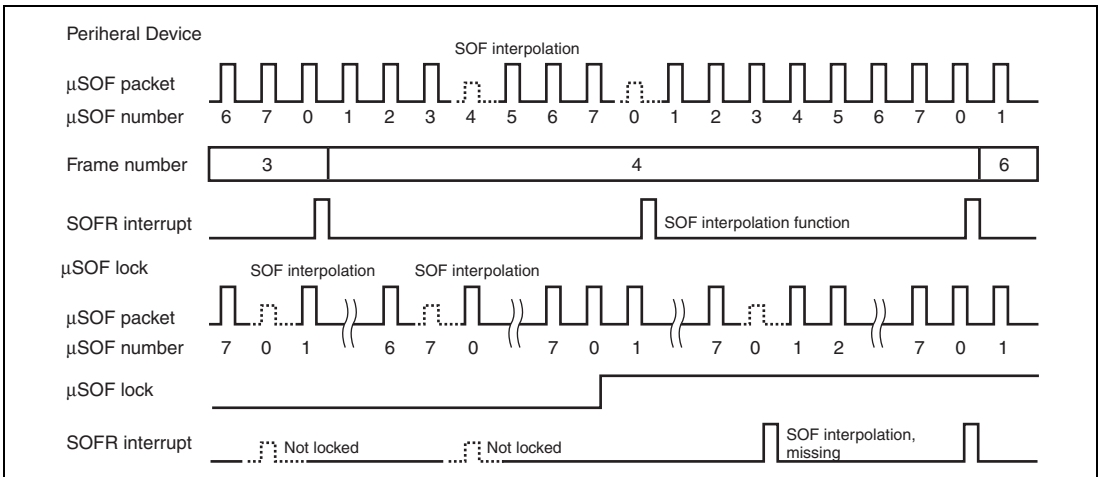 Periheral Device
SOF interpolation
μSOF packet
μSOF number 6 7 0 1 2 3 4 5 6 7 0 1 2 3 4 5 6 7 0 1
Frame number 3 4 6
SOFR interrupt SOF interpolation function
μSOF lock
SOF interpolation SOF interpolation
μSOF packet
μSOF number 7 0 1 6 7 0 7 0 1 7 0 1 2 7 0 1
μSOF lock
SOFR interrupt Not locked Not locked SOF interpolation,
missing